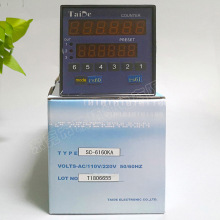 Taide
COUNTER
PRESET
6 5 4 3 2 1
TYPE SC-6160KA
VOLTS-AC/110V/220V 50/60HZ
LOT NO T1806655
TAIDE ELECTRONIC CO.,LTD